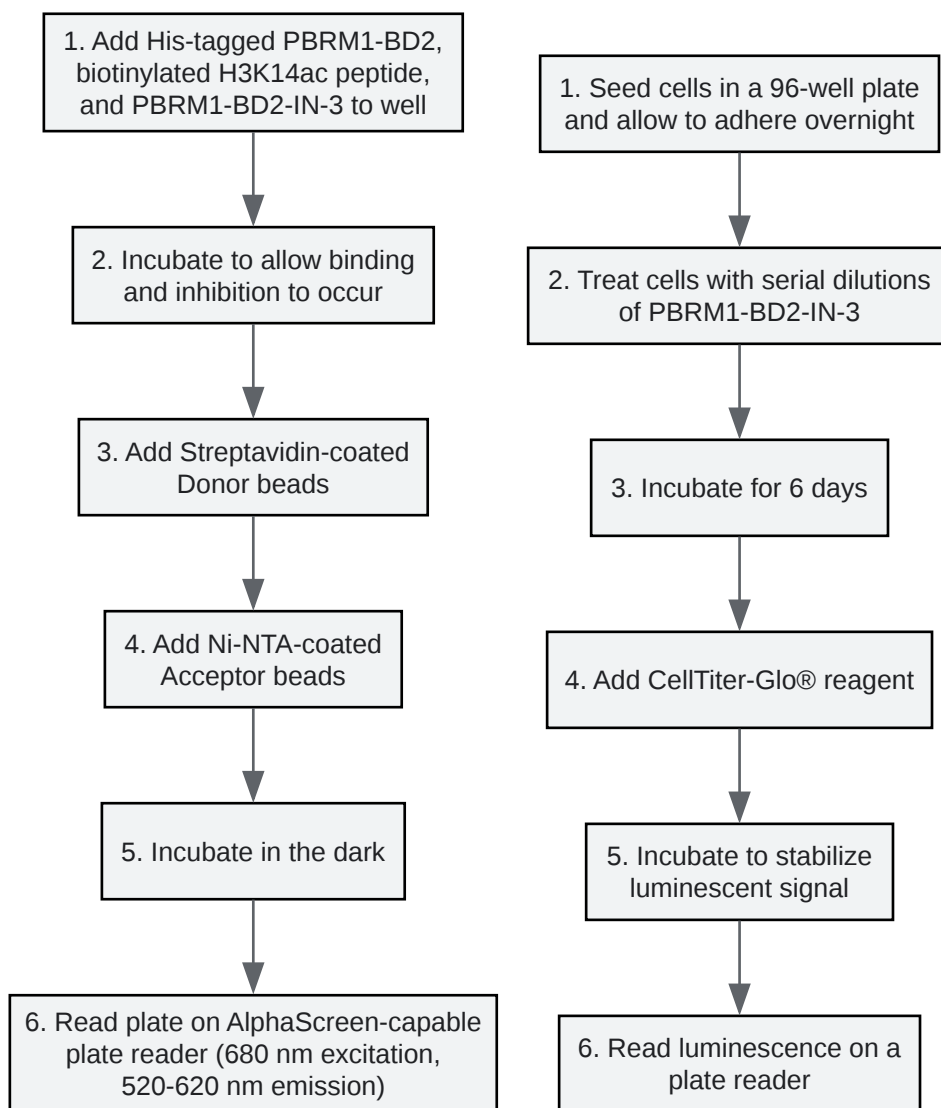 1. Add His-tagged PBRM1-BD2,
biotinylated H3K14ac peptide,
and PBRM1-BD2-IN-3 to well
2. Incubate to allow binding
and inhibition to occur
3. Add Streptavidin-coated
Donor beads
4. Add Ni-NTA-coated
Acceptor beads
5. Incubate in the dark
6. Read plate on AlphaScreen-capable
plate reader (680 nm excitation,
520-620 nm emission)
1. Seed cells in a 96-well plate
and allow to adhere overnight
2. Treat cells with serial dilutions
of PBRM1-BD2-IN-3
3. Incubate for 6 days
4. Add CellTiter-Glo® reagent
5. Incubate to stabilize
luminescent signal
6. Read luminescence on a
plate reader